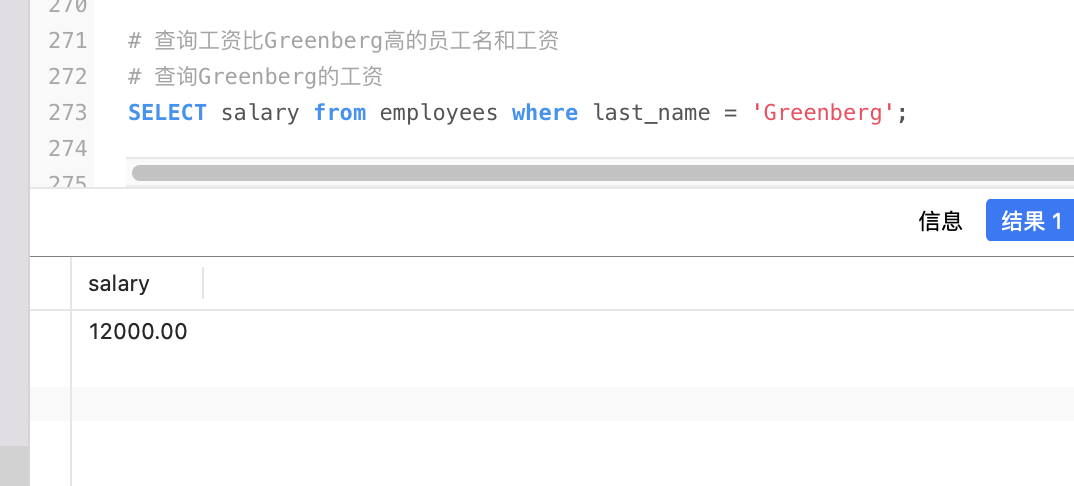 270
271 # 查询工资比Greenberg高的员工名和工资
272 # 查询Greenberg的工资
273 SELECT salary from employees where last_name = 'Greenberg';
274
275
信息 结果 1
salary
12000.00